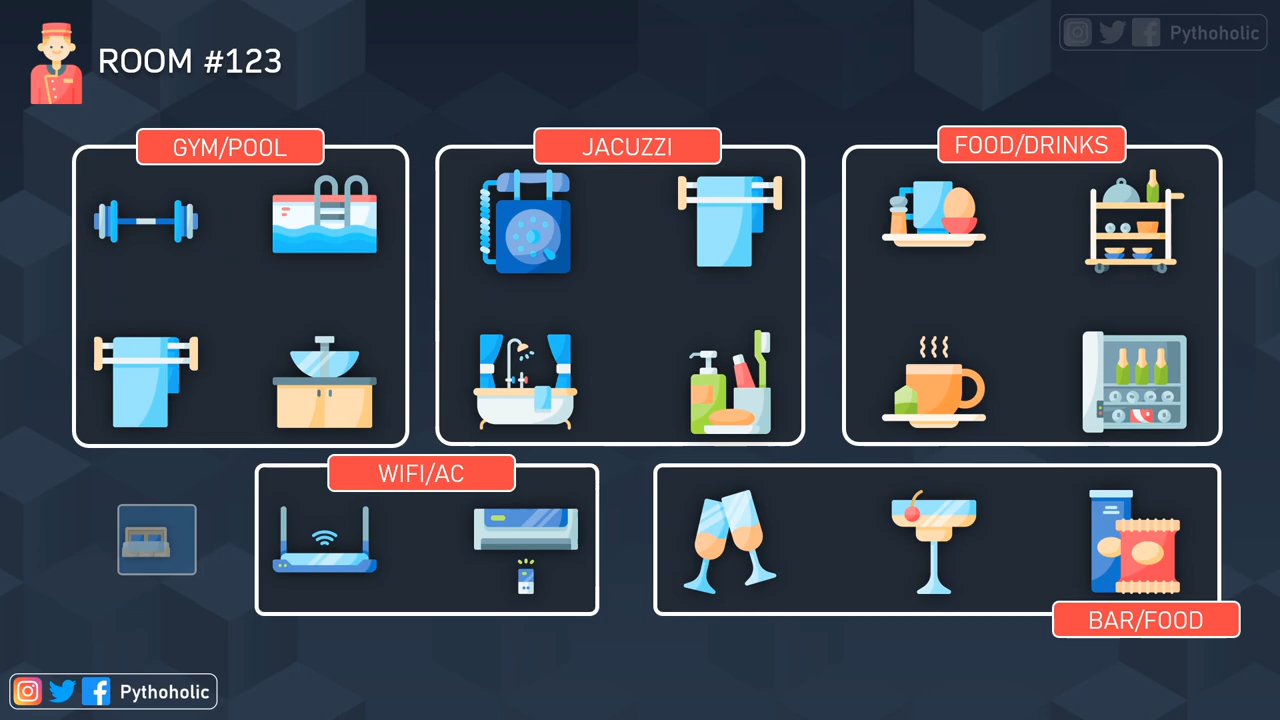 Pythoholic
ROOM #123
GYM/POOL
JACUZZI
FOOD/DRINKS
WIFI/AC
BAR/FOOD
Pythoholic